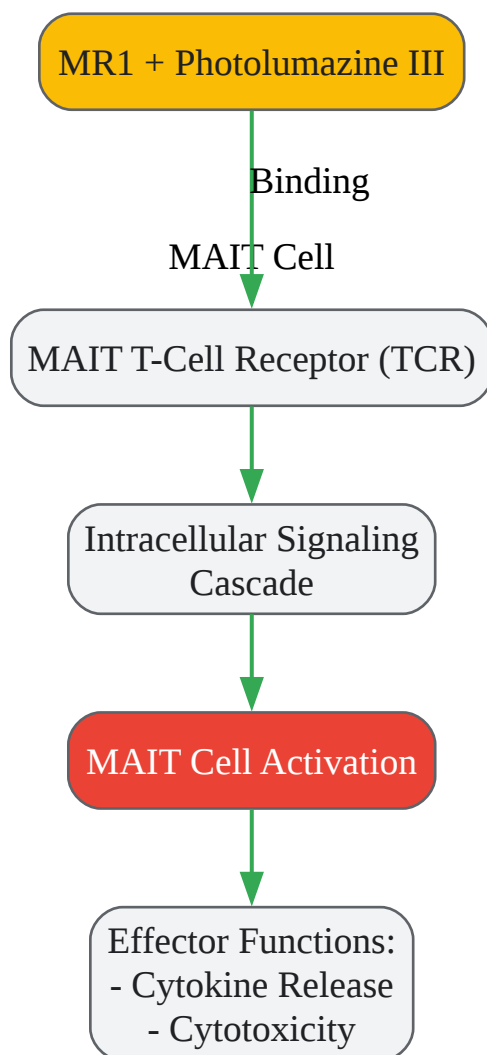 MR1 + Photolumazine III
Binding
MAIT Cell
MAIT T-Cell Receptor (TCR)
Intracellular Signaling
Cascade
MAIT Cell Activation
Effector Functions:
- Cytokine Release
- Cytotoxicity